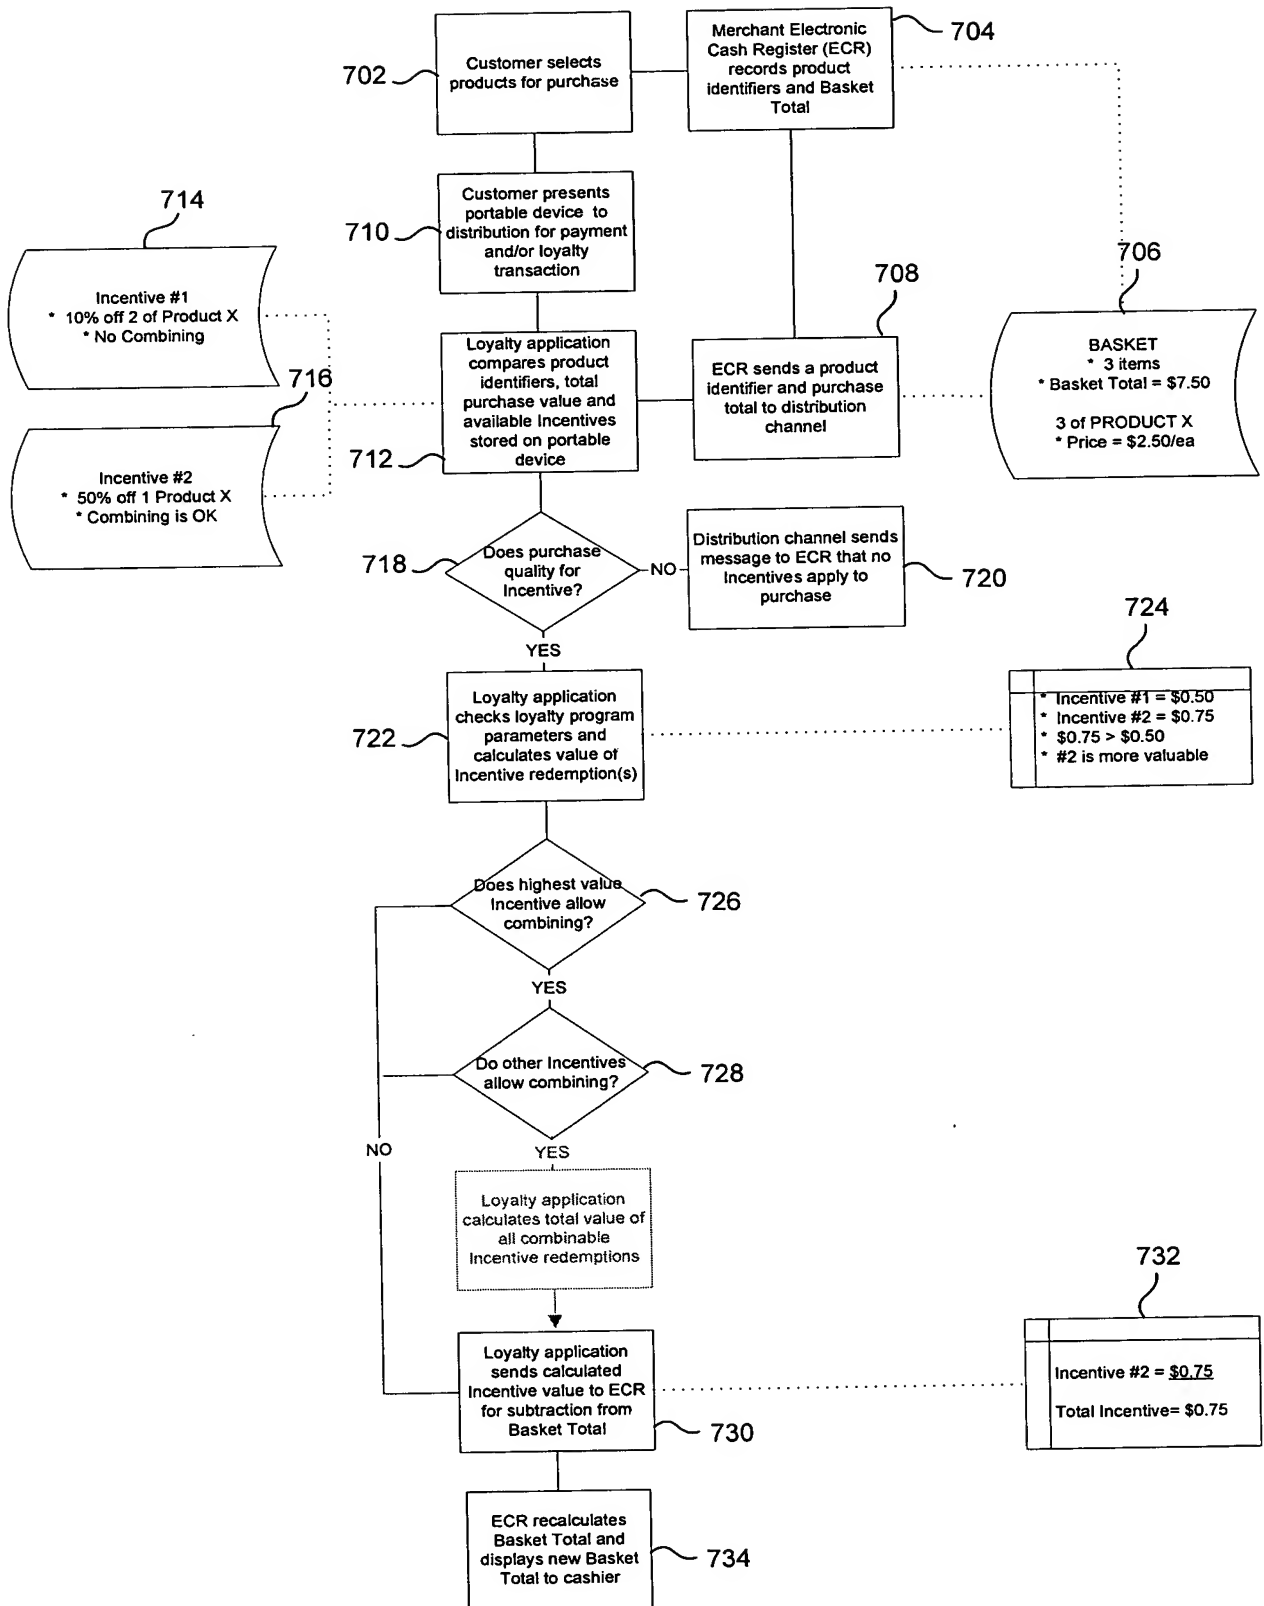 702
Customer selects
products for purchase
Merchant Electronic
Cash Register (ECR)
records product
identifiers and Basket
Total
704
714
Incentive #1
* 10% off 2 of Product X
* No Combining
710
Customer presents
portable device to
distribution for payment
and/or loyalty
transaction
708
706
BASKET
* 3 items
* Basket Total = $7.50
3 of PRODUCT X
* Price = $2.50/ea
716
Incentive #2
* 50% off 1 Product X
* Combining is OK
712
Loyalty application
compares product
identifiers, total
purchase value and
available Incentives
stored on portable
device
ECR sends a product
identifier and purchase
total to distribution
channel
718
Does purchase
quality for
Incentive?
NO
Distribution channel sends
message to ECR that no
Incentives apply to
purchase
720
YES
724
722
Loyalty application
checks loyalty program
parameters and
calculates value of
Incentive redemption(s)
* Incentive #1 = $0.50
* Incentive #2 = $0.75
* $0.75 > $0.50
* #2 is more valuable
Does highest value
Incentive allow
combining?
726
YES
Do other Incentives
allow combining?
728
NO
YES
Loyalty application
calculates total value of
all combinable
Incentive redemptions
732
Loyalty application
sends calculated
Incentive value to ECR
for subtraction from
Basket Total
730
Incentive #2 = $0.75
Total Incentive= $0.75
ECR recalculates
Basket Total and
displays new Basket
Total to cashier
734